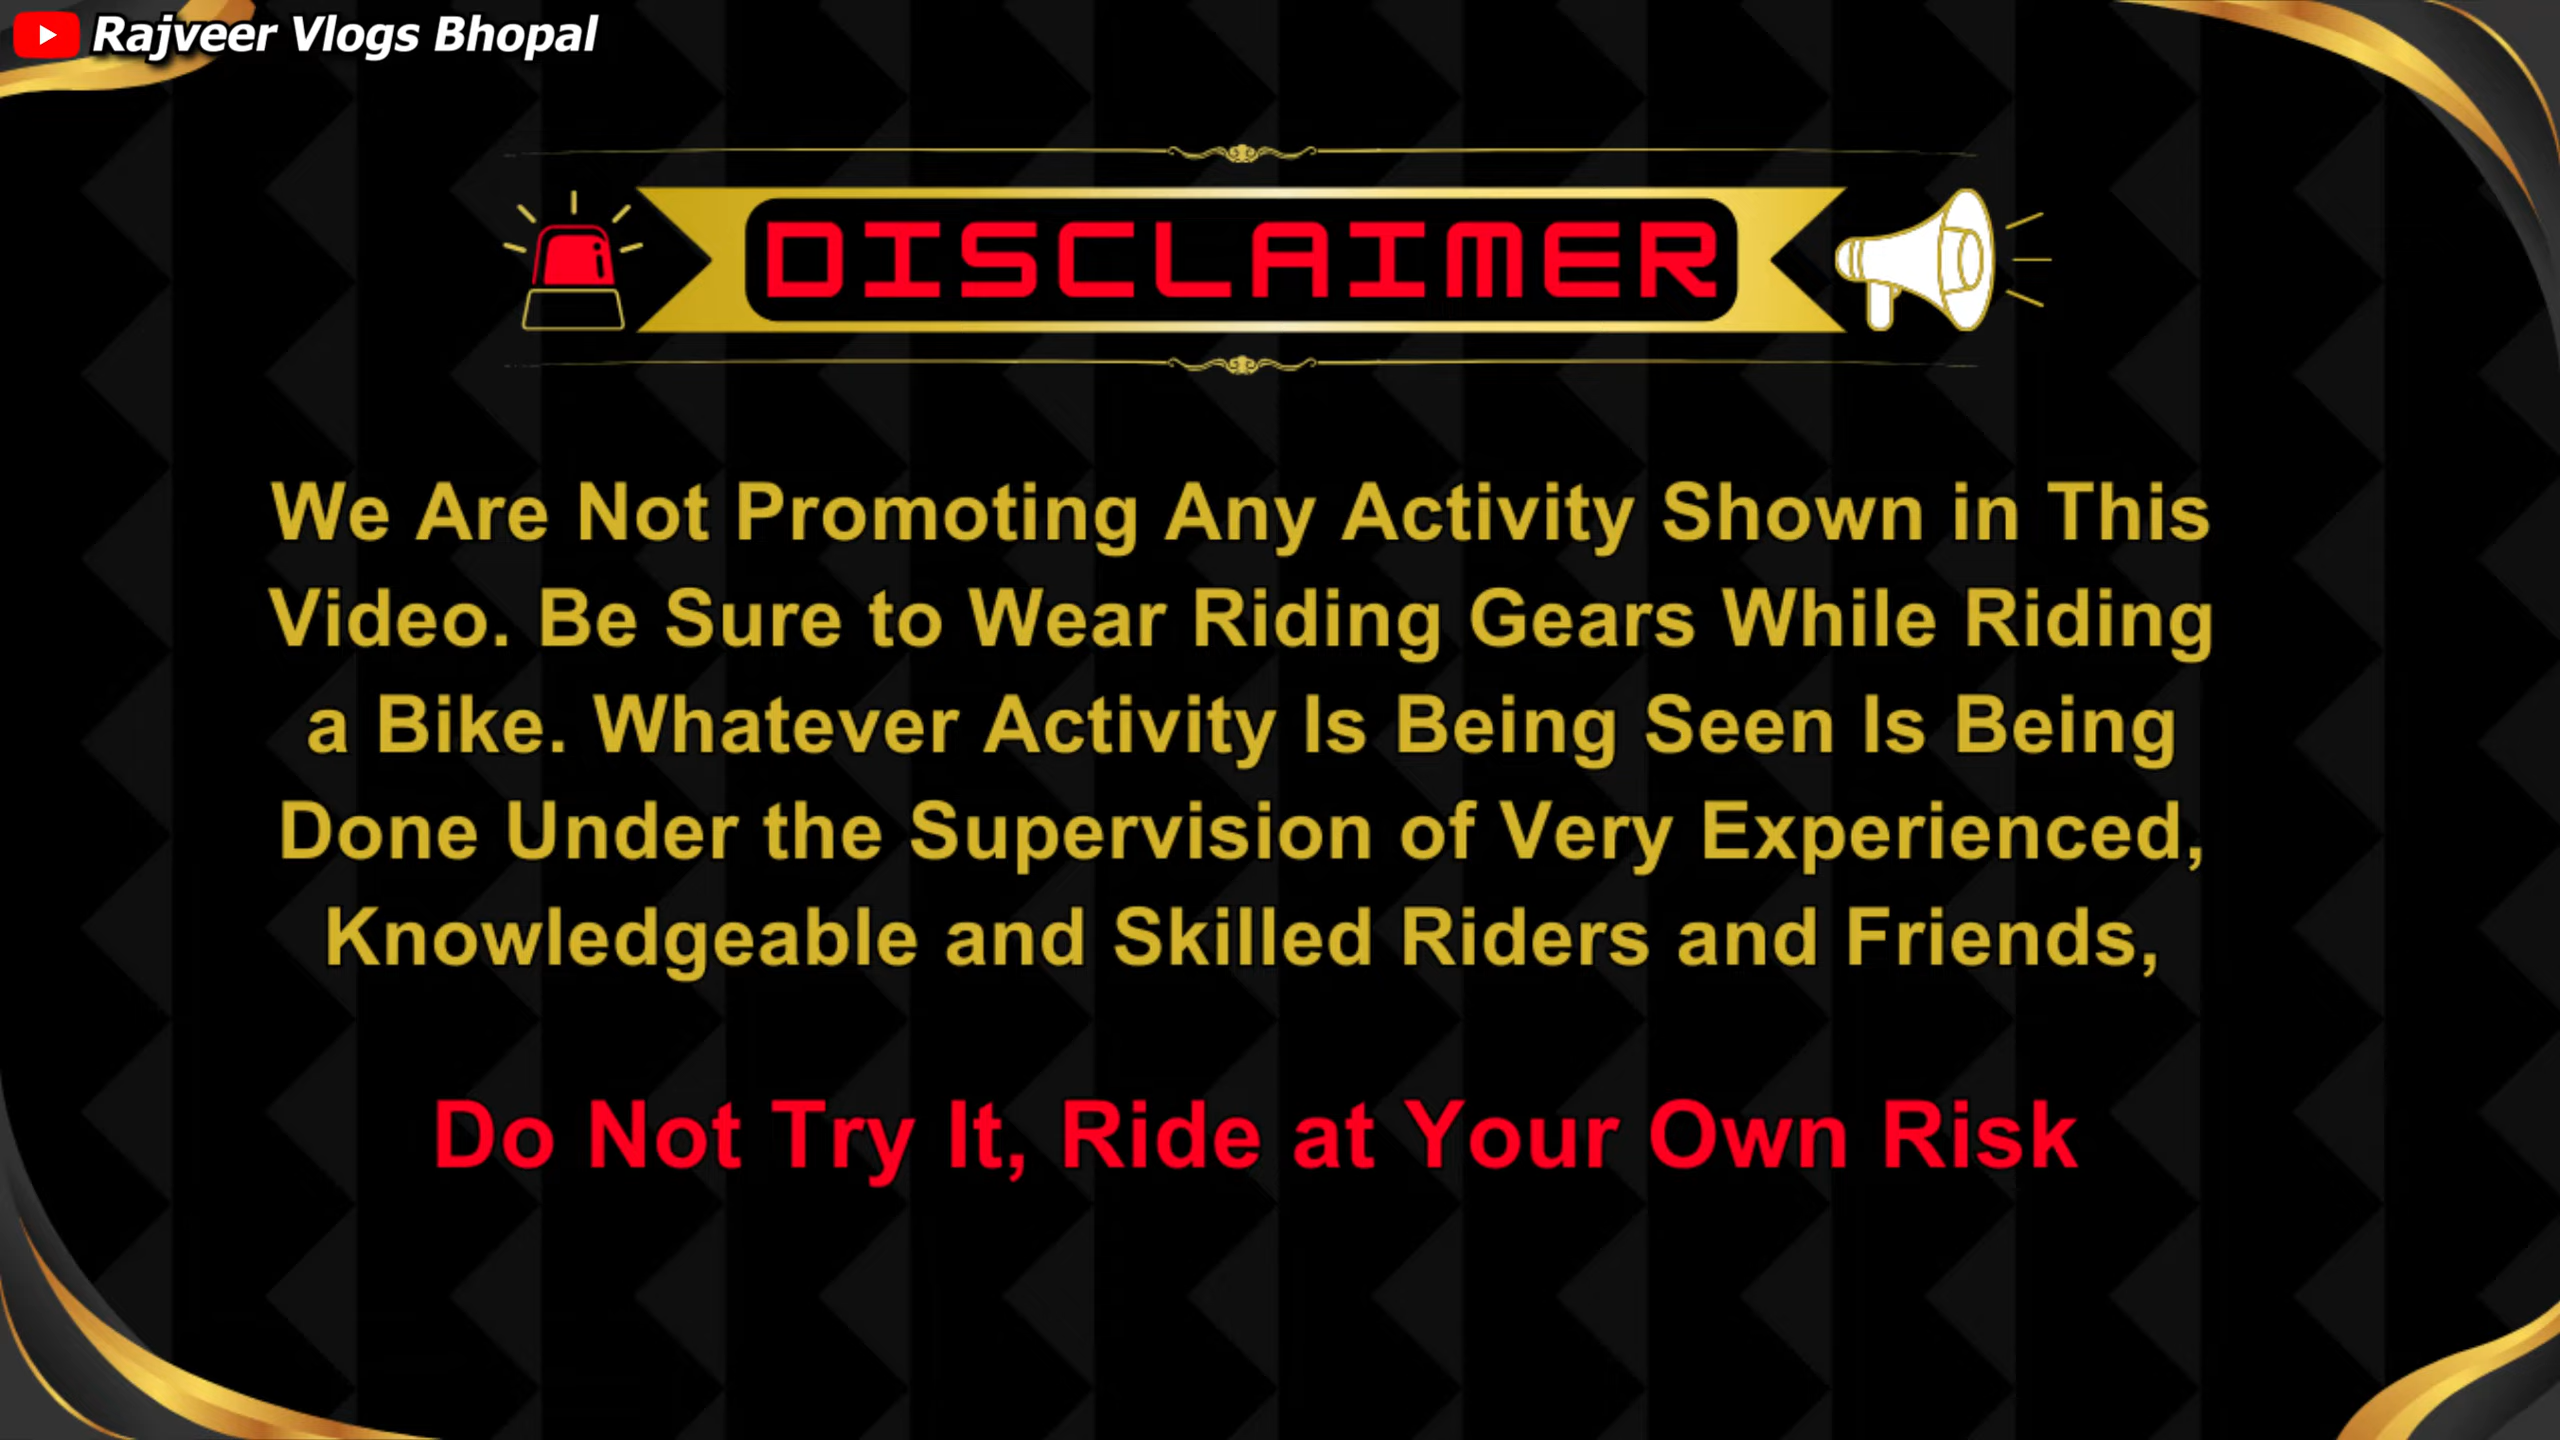 Rajveer Vlogs Bhopal
DISCLAIMER
We Are Not Promoting Any Activity Shown in This
Video. Be Sure to Wear Riding Gears While Riding
a Bike. Whatever Activity Is Being Seen Is Being
Done Under the Supervision of Very Experienced,
Knowledgeable and Skilled Riders and Friends,
Do Not Try It, Ride at Your Own Risk